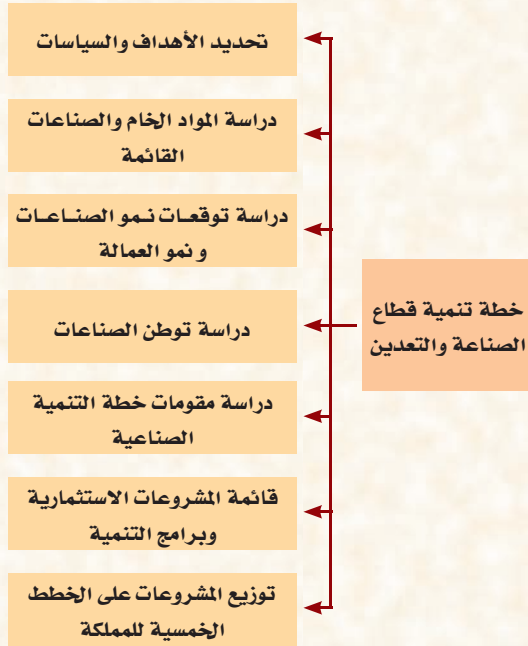 خطة تنمية قطاع
الصناعة والتعدين
تحديد الأهداف والسياسات
دراسة المواد الخام والصناعات
القائمة
دراسة توقعات نمو الصناعات
ونمو العمالة
دراسة توطن الصناعات
دراسة مقومات خطة التنمية
الصناعية
قائمة المشروعات الاستثمارية
وبرامج التنمية
توزيع المشروعات على الخطط
الخمسية للمملكة